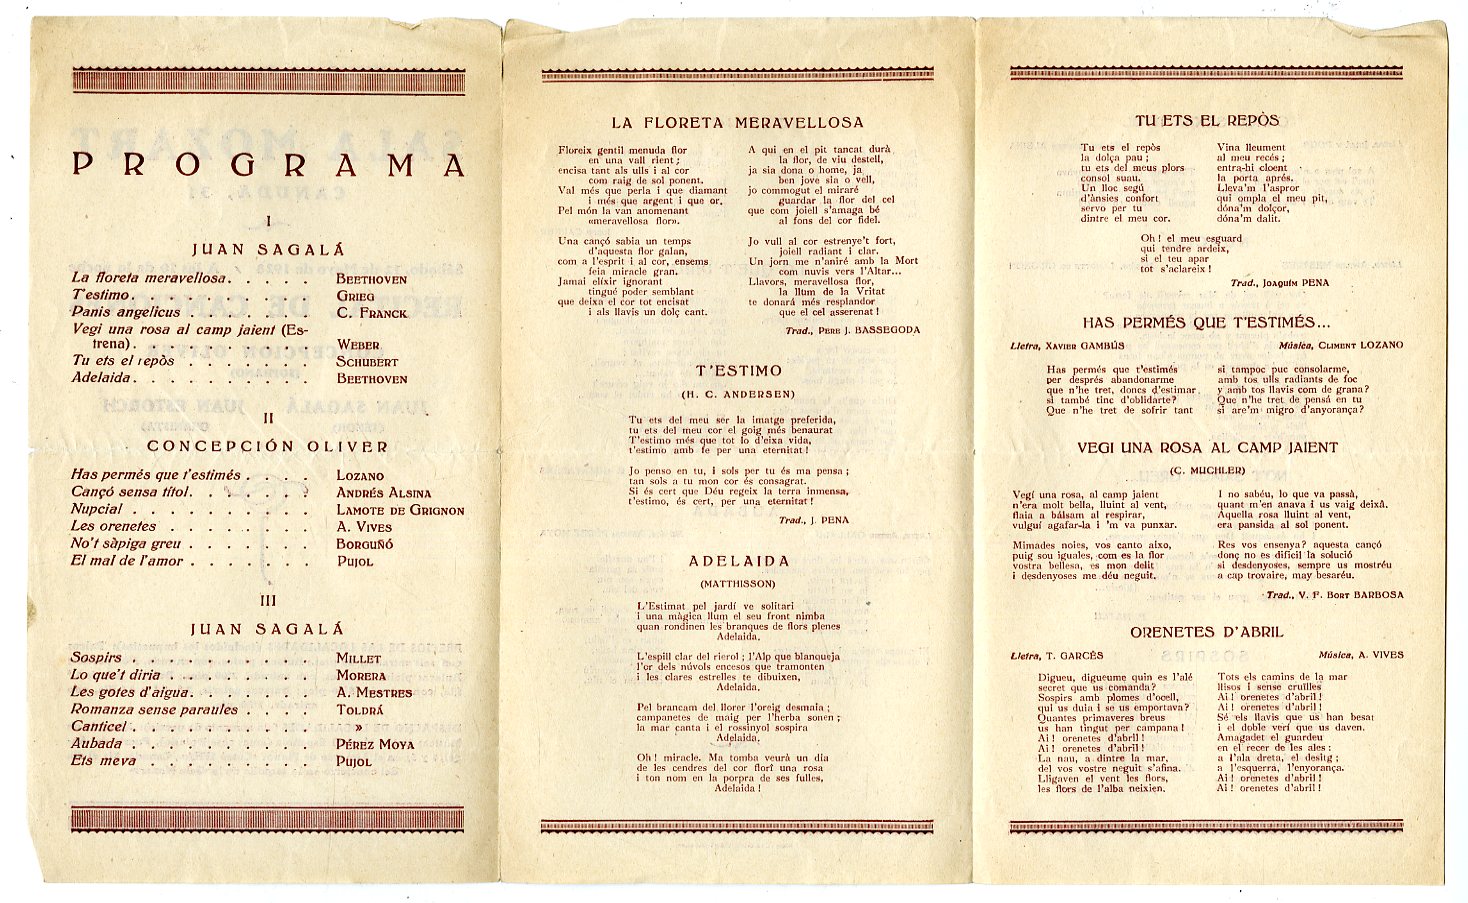 PROGRAMA
I
JUAN SAGALÁ
La floreta meravellosa. . . . . BEETHOVEN
T'estimo. . . . . . . . . . . GRIEG
Panis angelicus . . . . . . . C. FRANCK
Vegi una rosa al camp jaient (Es-
trena). . . . . . . . . . . WEBER
Tu ets el repòs . . . . . . . SCHUBERT
Adelaida. . . . . . . . . . . BEETHOVEN
II
CONCEPCIÓN OLIVER
Has permés que t'estimés . . . . LOZANO
Cançó sensa títol. . . . . . . ANDRÉS ALSINA
Nupcial . . . . . . . . . . . LAMOTE DE GRIGNON
Les orenetes . . . . . . . . A. VIVES
No't sàpiga greu . . . . . . . BORGUÑÓ
El mal de l'amor . . . . . . . PUJOL
III
JUAN SAGALÁ
Sospirs . . . . . . . . . . . MILLET
Lo que't diria . . . . . . . . MORERA
Les gotes d'aigua. . . . . . . A. MESTRES
Romanza sense paraules . . . . TOLDRÁ
Canticel . . . . . . . . . . . »
Aubada . . . . . . . . . . . PÉREZ MOYA
Ets meva . . . . . . . . . . PUJOL
LA FLORETA MERAVELLOSA
Floreix gentil menuda flor
en una vall rient;
encisa tant als ulls i al cor
com raig de sol ponent.
Val més que perla i que diamant
i més que argent i que or.
Pel món la van anomenant
«meravellosa flor».
Una cançó sabia un temps
d'aquesta flor galan,
com a l'esprit i al cor, ensems
feia miracle gran.
Jamai elixir ignorant
tingué poder semblant
que deixa el cor tot encisat
i als llavis un dolç cant.
A qui en el pit tancat durà
la flor, de viu destell,
ja sia dona o home, ja
ben jove sia o vell,
jo commogut el miraré
guardar la flor del cel
que com joiell s'amaga bé
al fons del cor fidel.
Jo vull al cor estrenye't fort,
joiell radiant i clar.
Un jorn me n'aniré amb la Mort
com nuvis vers l'Altar...
Llavors, meravellosa flor,
la llum de la Vritat
te donará més resplandor
que el cel asserenat!
Trad., PERE J. BASSEGODA
T'ESTIMO
(H. C. ANDERSEN)
Tu ets del meu ser la imatge preferida,
tu ets del meu cor el goig més benaurat
T'estimo més que tot lo d'eixa vida,
t'estimo amb fe per una eternitat!
Jo penso en tu, i sols per tu és ma pensa;
tan sols a tu mon cor és consagrat.
Si és cert que Déu regeix la terra inmensa,
t'estimo, és cert, per una eternitat!
Trad., J. PENA
ADELAIDA
(MATTHISSON)
L'Estimat pel jardí ve solitari
i una màgica llum el seu front nimba
quan rondinen les branques de flors plenes
Adelaida.
L'espill clar del rierol; l'Alp que blanqueja
l'or dels núvols encesos que tramonten
i les clares estrelles te dibuixen,
Adelaida.
Pel brancam del llorer l'oreig desmaia;
campanetes de maig per l'herba sonen;
la mar canta i el rossinyol sospira
Adelaida.
Oh! miracle. Ma tomba veurà un dia
de les cendres del cor florí una rosa
i ton nom en la porpra de ses fulles,
Adelaida!
TU ETS EL REPÒS
Tu ets el repòs
la dolça pau;
tu ets del meus plors
consol suau.
Un lloc segú
d'ànsies confort
servo per tu
dintre el meu cor.
Vina lleument
al meu recés;
entra-hi cloent
la porta aprés.
Lleva'm l'aspror
qui ompla el meu pit,
dóna'm dolçor,
dóna'm dalit.
Oh! el meu esguard
qui tendre ardeix,
si el teu apar
tot s'aclareix!
Trad., JOAQUÍM PENA
HAS PERMÉS QUE T'ESTIMÉS...
Lletra, XAVIER GAMBÚS Música, CLIMENT LOZANO
Has permés que t'estimés
per després abandonarme
que n'he tret, doncs d'estimar
si també tinc d'oblidarte?
Que n'he tret de sofrir tant
si tampoc puc consolarme,
amb tos ulls radiants de foc
y amb tos llavis com de grana?
Que n'he tret de pensá en tu
si are'm migro d'anyorança?
VEGI UNA ROSA AL CAMP JAIENT
(C. MUCHLER)
Vegí una rosa, al camp jaient
n'era molt bella, lluint al vent,
flaia a bálsam al respirar,
vulguí agafar-la i 'm va punxar.
Mimades noies, vos canto aixo,
puig sou iguales, com es la flor
vostra bellesa, es mon delit
i desdenyoses me déu neguit.
I no sabéu, lo que va passà,
quant m'en anava i us vaig deixâ.
Aquella rosa lluint al vent,
era pansida al sol ponent.
Res vos ensenya? aquesta cançó
donç no es dificil la solució
si desdenyoses, sempre us mostréu
a cap trovaire, may besaréu.
Trad., V. F. BORT BARBOSA
ORENETES D'ABRIL
Lletra, T. GARCÉS Música, A. VIVES
Digueu, digueume quin es l'alé
secret que us comanda?
Sospirs amb plomes d'ocell,
qui us duia i se us emportava?
Quantes primaveres breus
us han tingut per campana!
Ai! orenetes d'abril!
Ai! orenetes d'abril!
La nau, a dintre la mar,
del vos vostre neguit s'afina.
Lligaven el vent les flors,
les flors de l'alba neixien.
Tots els camins de la mar
llisos i sense cruïlles
Ai! orenetes d'abril!
Ai! orenetes d'abril!
Sé els llavis que us han besat
i el doble verí que us daven.
Amagadet el guardeu
en el recer de les ales;
a l'ala dreta, el desitg;
a l'esquerra, l'enyorança.
Ai! orenetes d'abril!
Ai! orenetes d'abril!